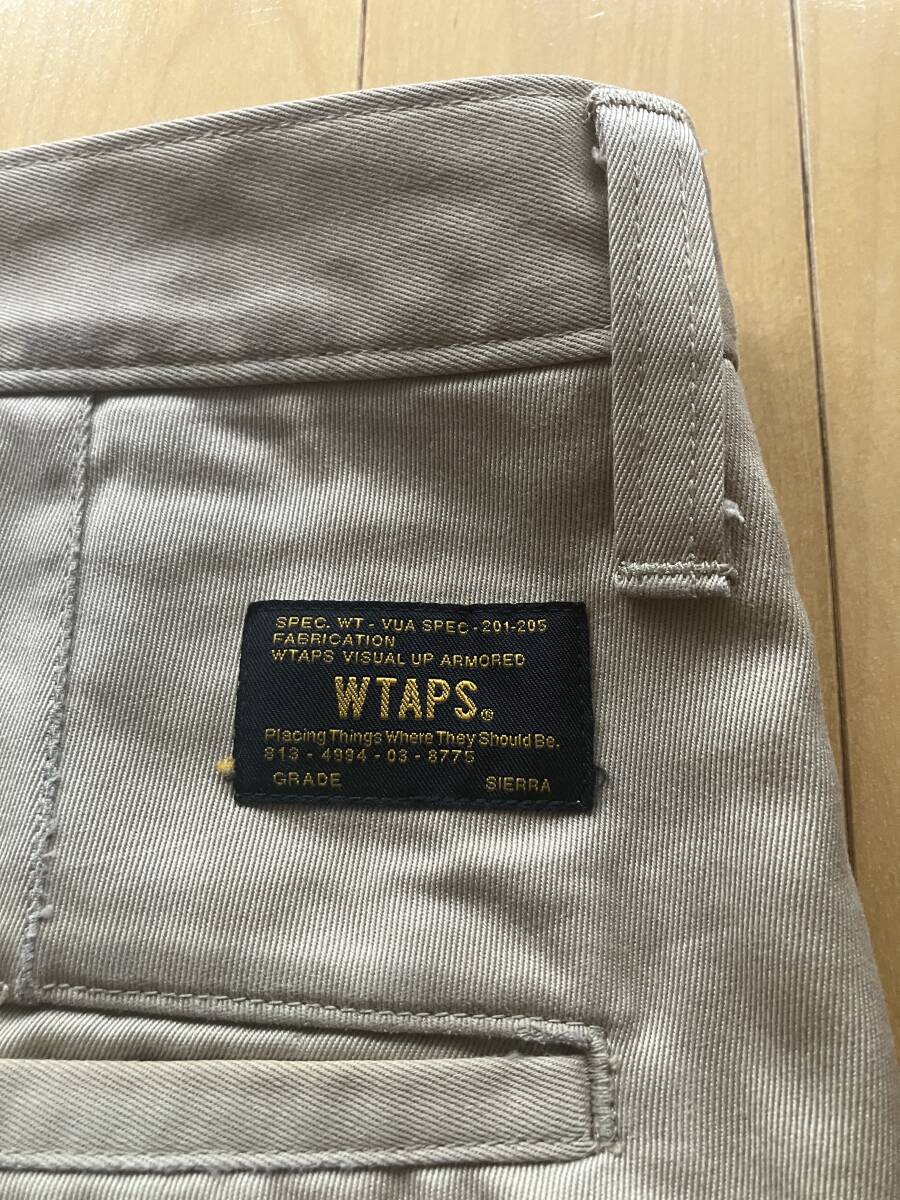 SPEC. WT - VUA SPEC - 201-205
FABRICATION
WTAPS VISUAL UP ARMORED
WTAPS®
Placing Things Where They Should Be.
813 - 4994 - 03 - 8775
GRADE SIERRA